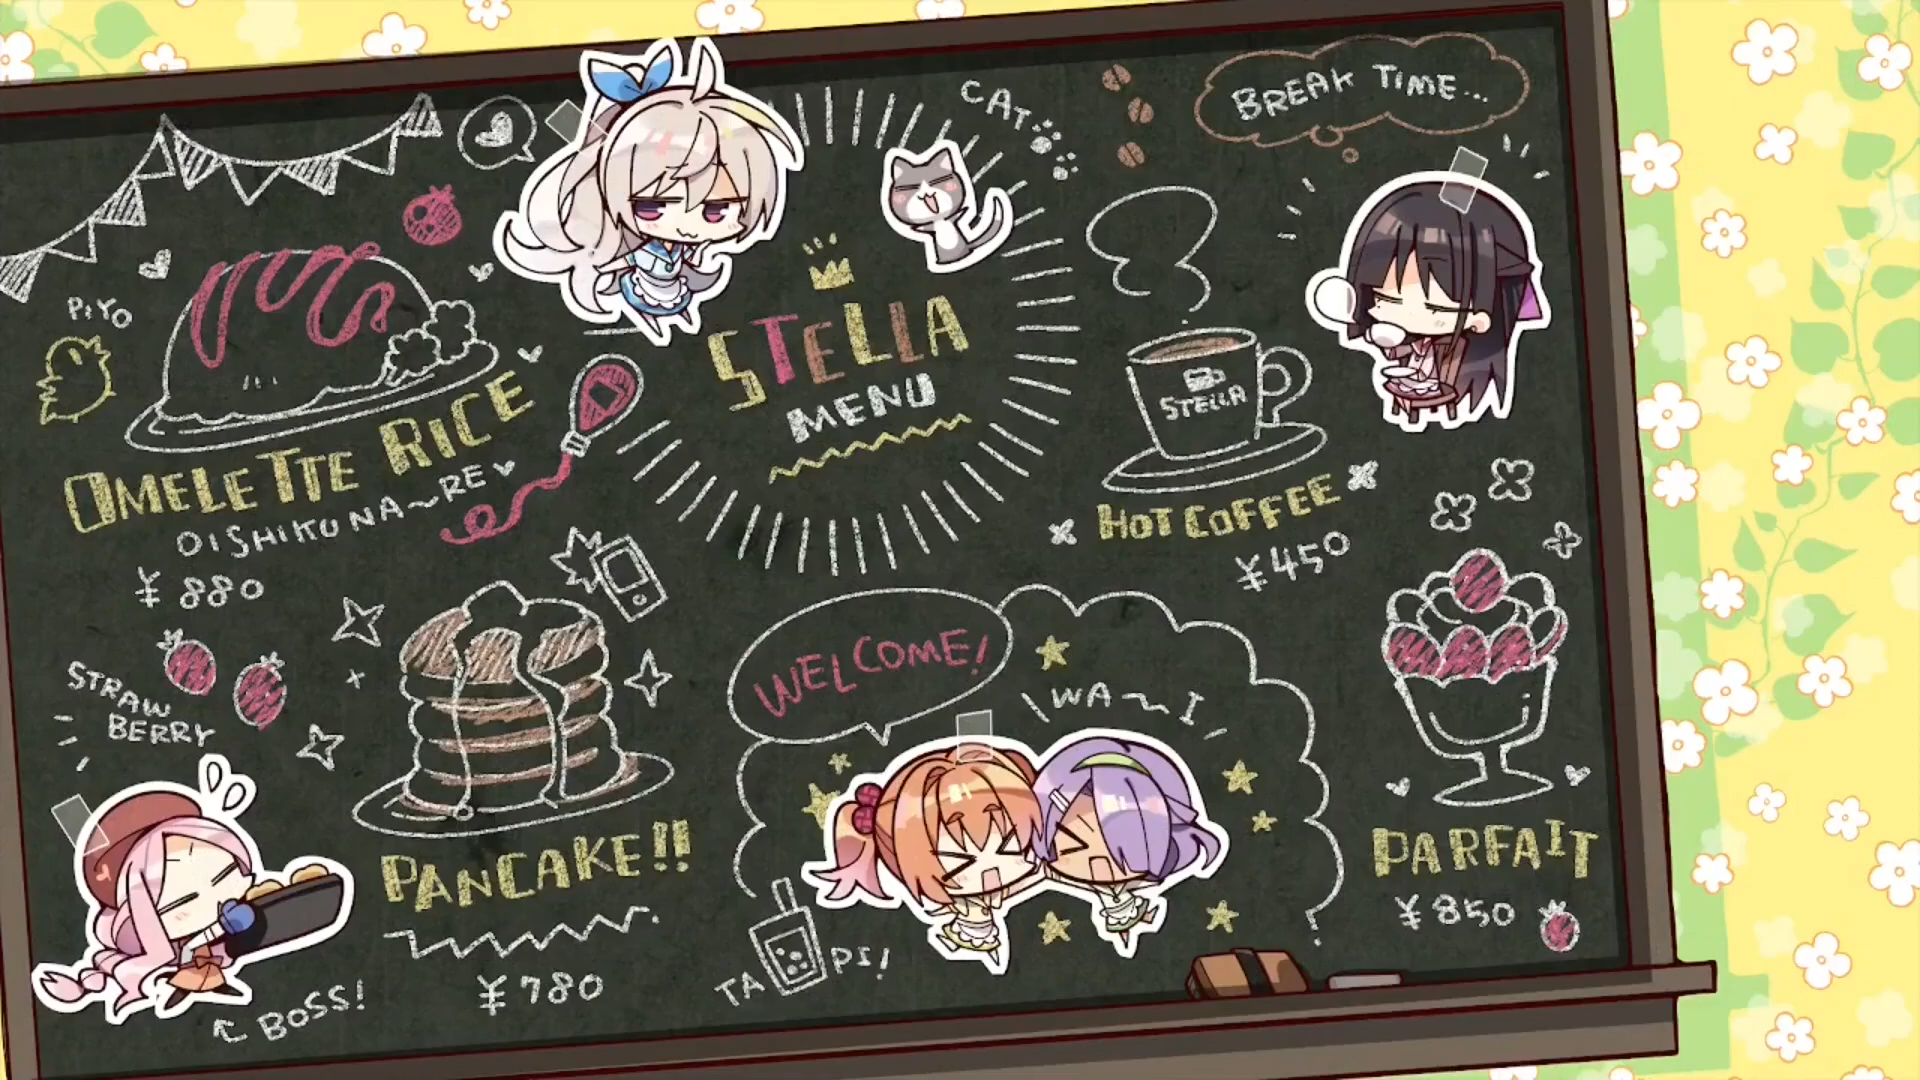 CAT
BREAK TIME...
PiYO
STELLA
MENU
STELLA
OMELETTE RICE
OISHIKUNA~RE♥
¥880
HOT COFFEE
¥450
STRAW
BERRY
WELCOME!
\WA~I/
PANCAKE!!
¥780
PARFAIT
¥850
TA PI!
BOSS!